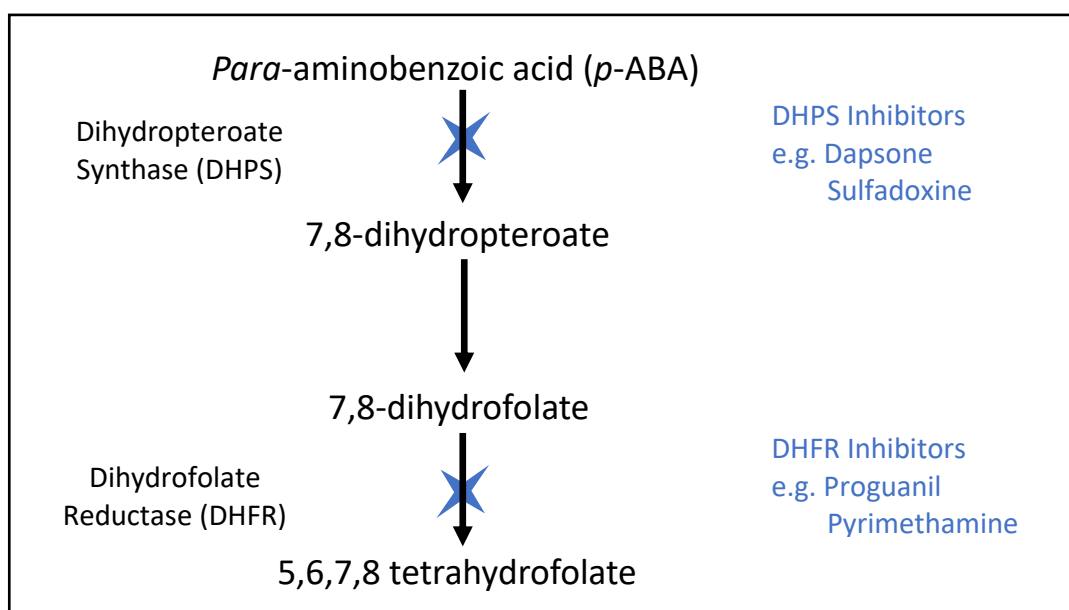 Para-aminobenzoic acid (p-ABA)
Dihydropteroate
Synthase (DHPS)
DHPS Inhibitors
e.g. Dapsone
Sulfadoxine
7,8-dihydropteroate
7,8-dihydrofolate
Dihydrofolate
Reductase (DHFR)
DHFR Inhibitors
e.g. Proguanil
Pyrimethamine
5,6,7,8 tetrahydrofolate